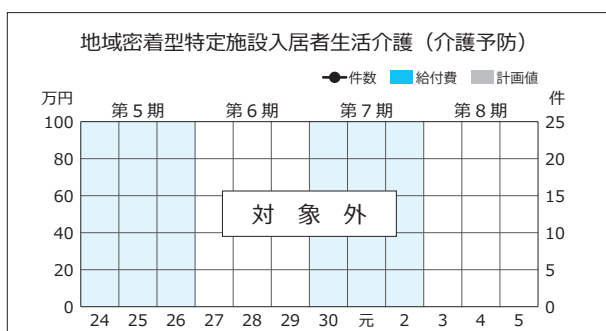 地域密着型特定施設入居者生活介護（介護予防）
件数 給付費 計画値
万円 第５期 第６期 第７期 第８期 件
100 25
80 20
60 15
対 象 外
40 10
20 5
0 0
24 25 26 27 28 29 30 元 2 3 4 5